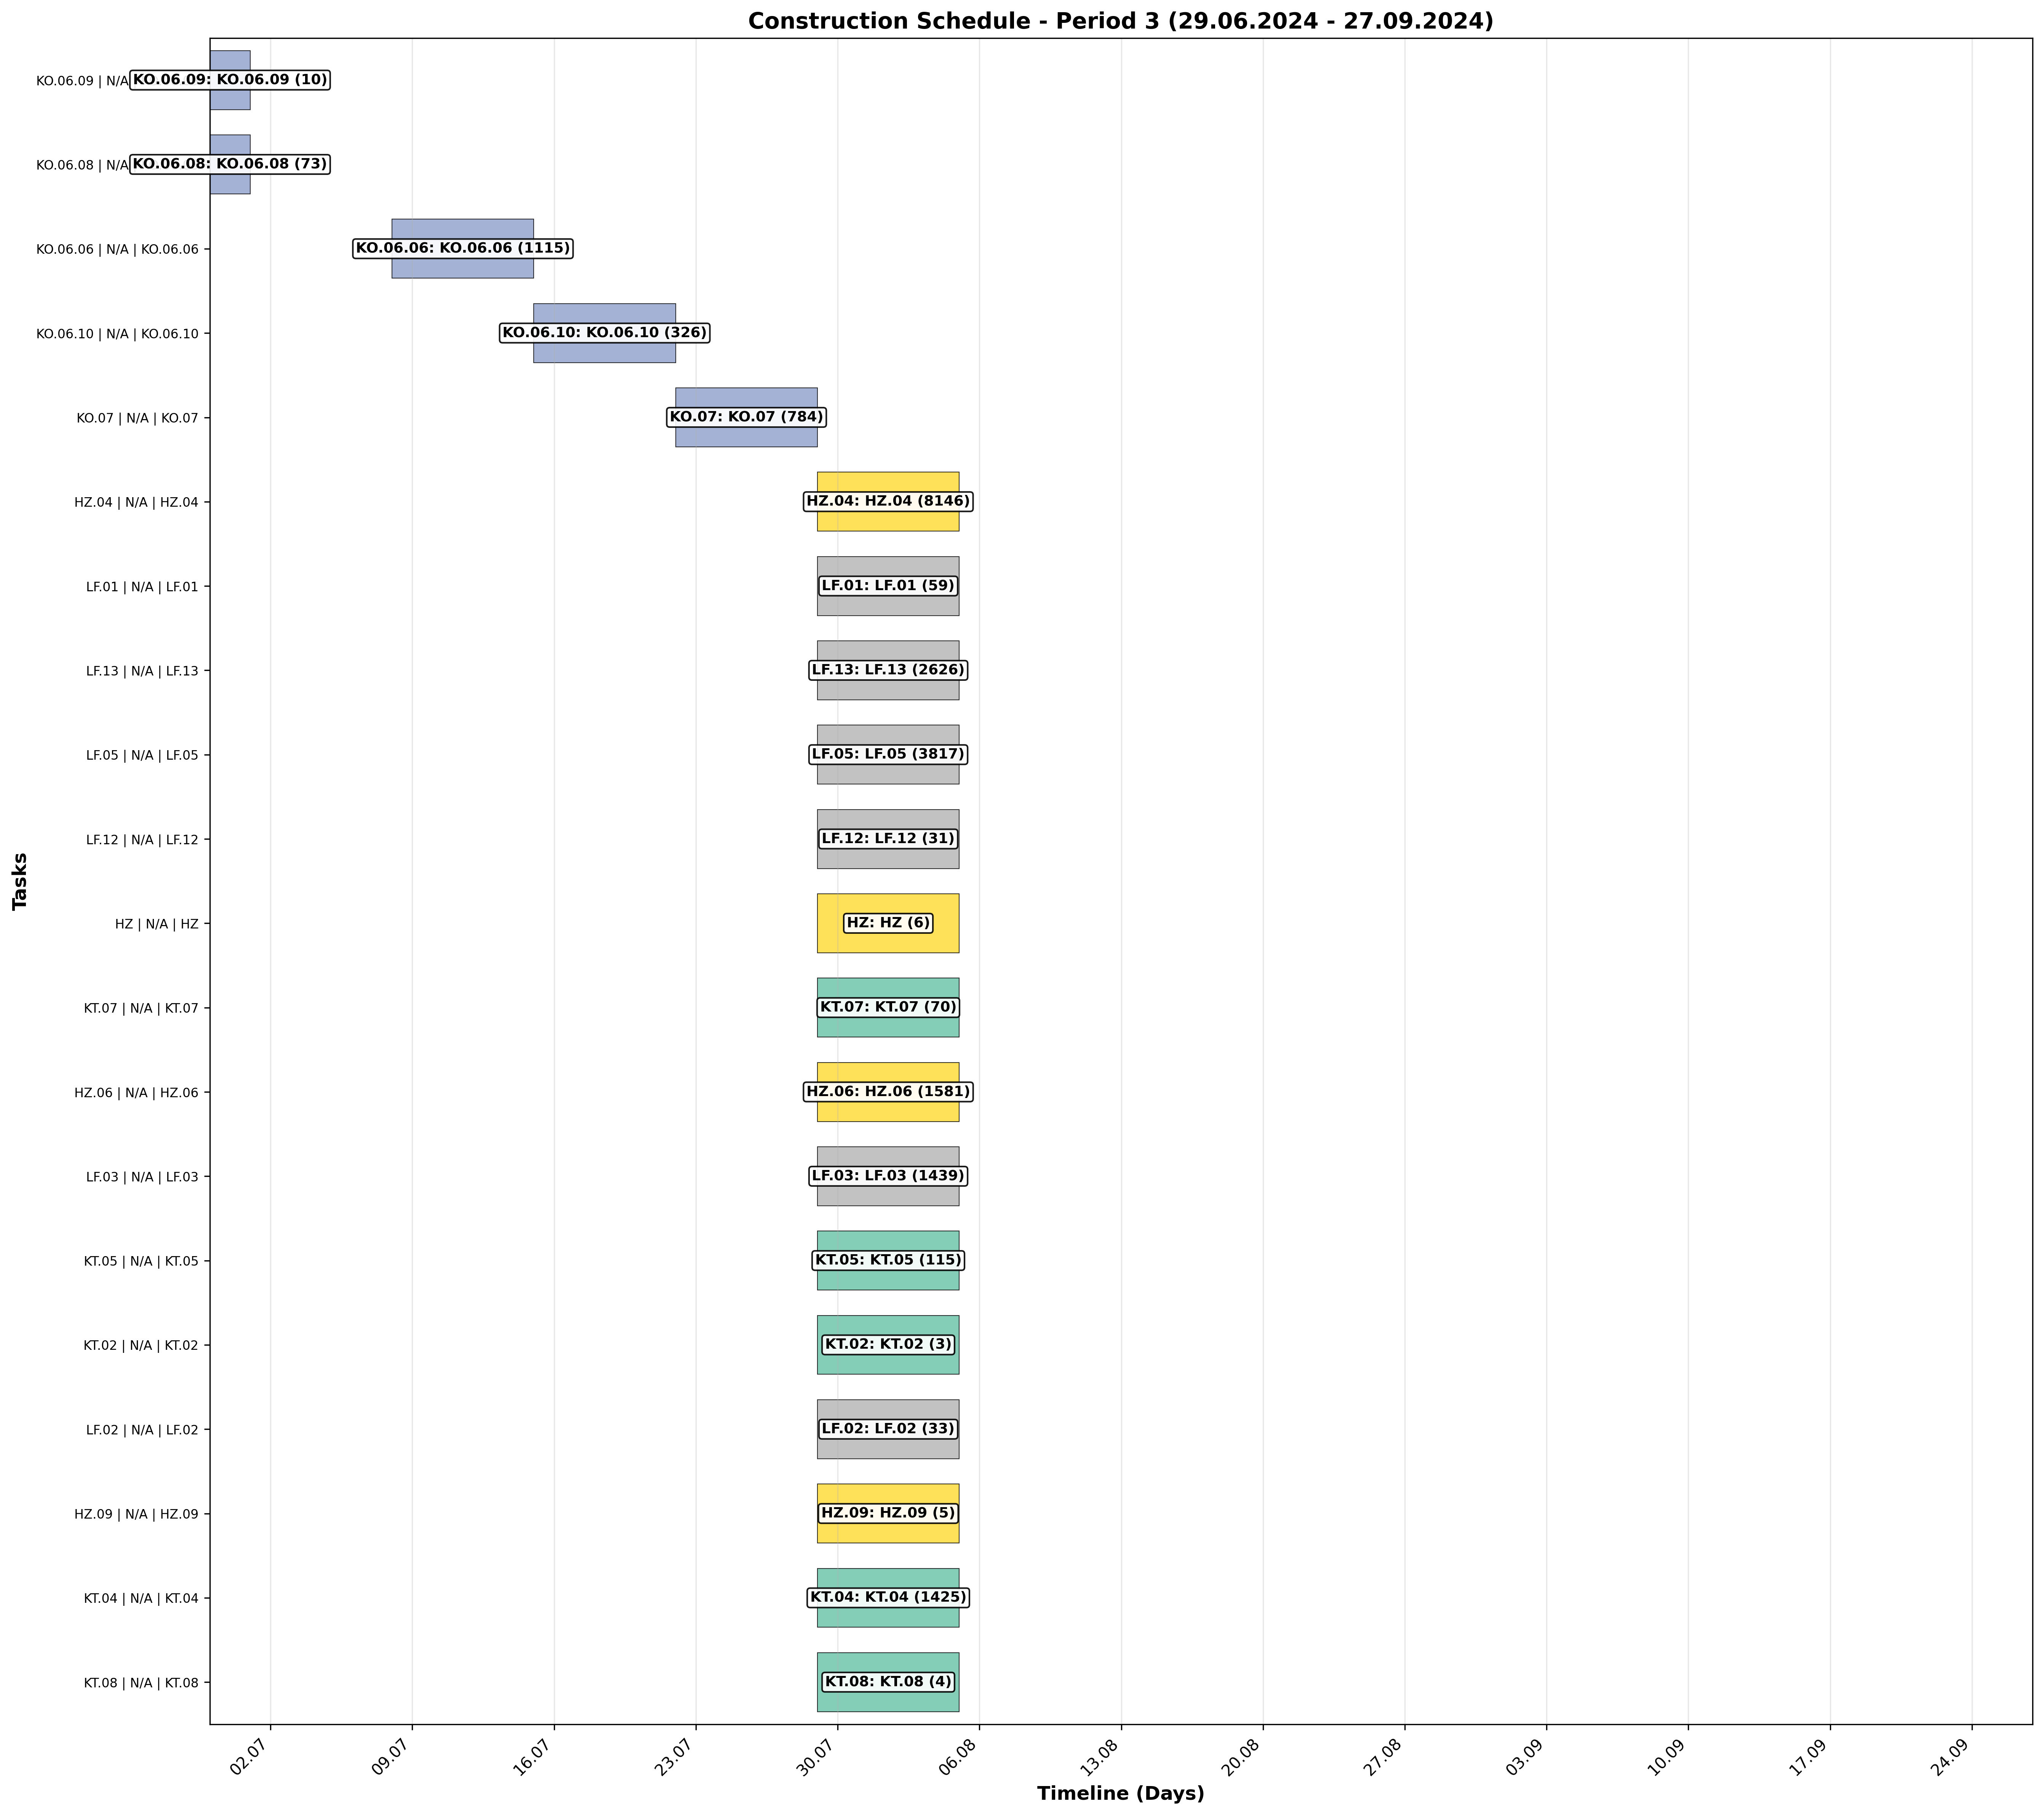 Construction Schedule - Period 3 (29.06.2024 - 27.09.2024)
KO.06.09 | N/A KO.06.09: KO.06.09 (10)
KO.06.08 | N/A KO.06.08: KO.06.08 (73)
KO.06.06 | N/A | KO.06.06 KO.06.06: KO.06.06 (1115)
KO.06.10 | N/A | KO.06.10 KO.06.10: KO.06.10 (326)
KO.07 | N/A | KO.07 KO.07: KO.07 (784)
HZ.04 | N/A | HZ.04 HZ.04: HZ.04 (8146)
LF.01 | N/A | LF.01 LF.01: LF.01 (59)
LF.13 | N/A | LF.13 LF.13: LF.13 (2626)
LF.05 | N/A | LF.05 LF.05: LF.05 (3817)
LF.12 | N/A | LF.12 LF.12: LF.12 (31)
Tasks
HZ | N/A | HZ HZ: HZ (6)
KT.07 | N/A | KT.07 KT.07: KT.07 (70)
HZ.06 | N/A | HZ.06 HZ.06: HZ.06 (1581)
LF.03 | N/A | LF.03 LF.03: LF.03 (1439)
KT.05 | N/A | KT.05 KT.05: KT.05 (115)
KT.02 | N/A | KT.02 KT.02: KT.02 (3)
LF.02 | N/A | LF.02 LF.02: LF.02 (33)
HZ.09 | N/A | HZ.09 HZ.09: HZ.09 (5)
KT.04 | N/A | KT.04 KT.04: KT.04 (1425)
KT.08 | N/A | KT.08 KT.08: KT.08 (4)
02.07 09.07 16.07 23.07 30.07 06.08 13.08 20.08 27.08 03.09 10.09 17.09 24.09
Timeline (Days)